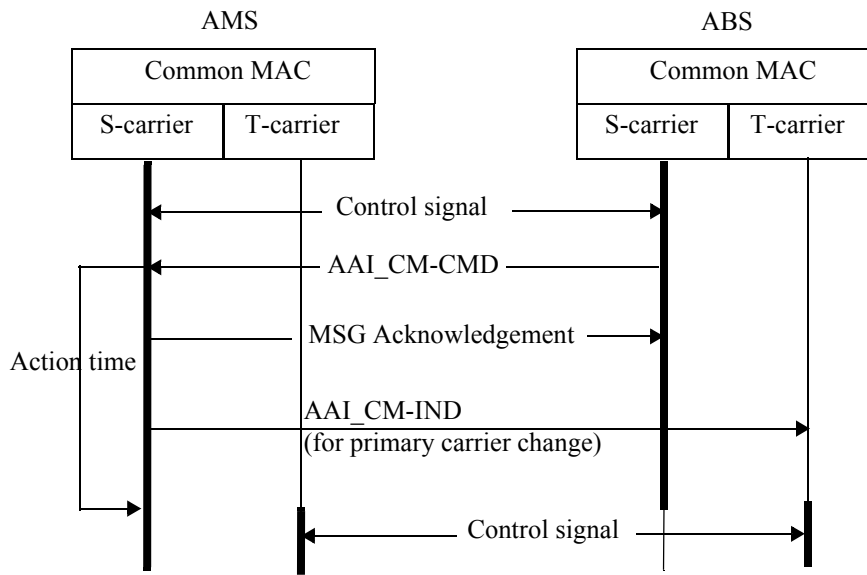 AMS
ABS
Common MAC
Common MAC
S-carrier
T-carrier
S-carrier
T-carrier
Control signal
AAI_CM-CMD
MSG Acknowledgement
Action time
AAI_CM-IND
(for primary carrier change)
Control signal